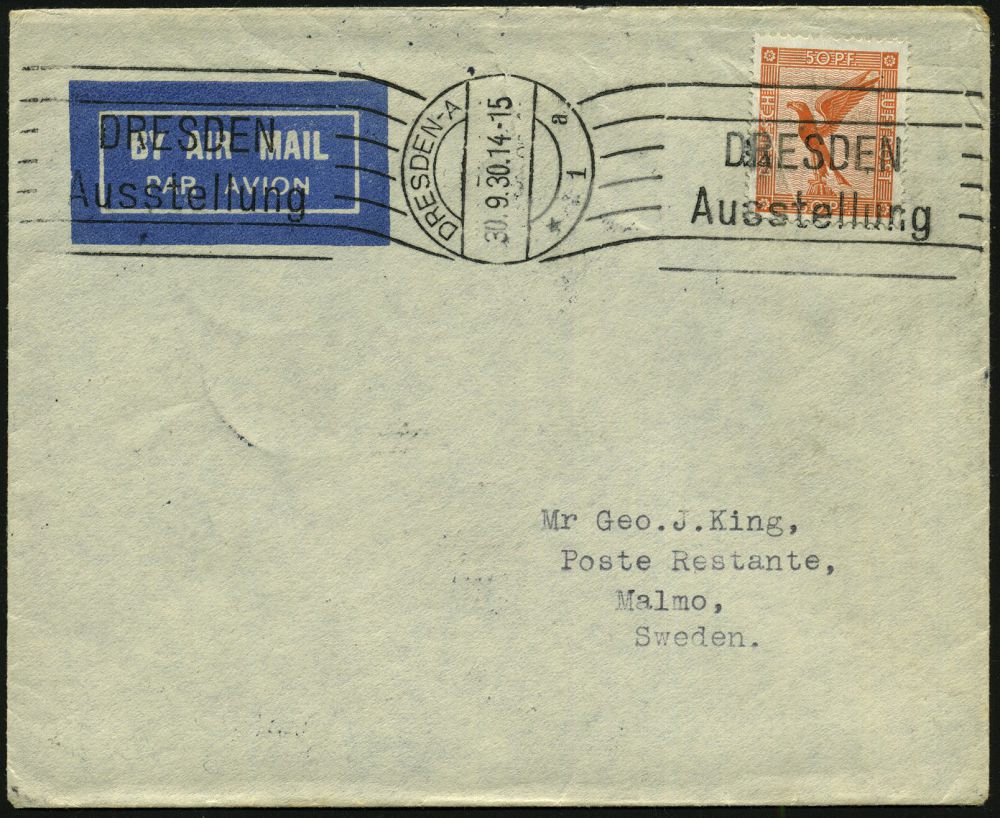 BY AIR MAIL
PAR AVION
DRESDEN
Ausstellung
DRESDEN-A
30.9.30.14-15
a
* 1
50 PF.
DRESDEN
Ausstellung
Mr Geo.J.King,
Poste Restante,
Malmo,
Sweden.